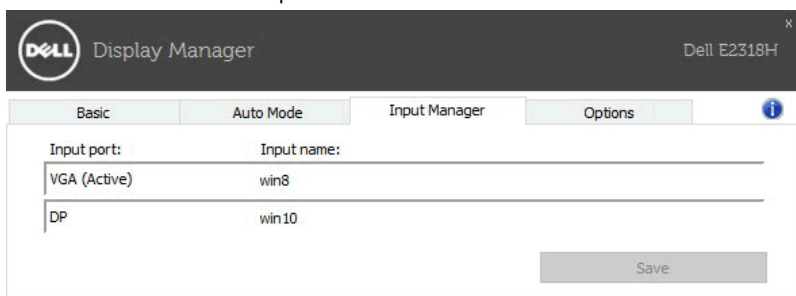 DELL Display Manager Dell E2318H x
Basic Auto Mode Input Manager Options i
Input port: Input name:
VGA (Active) win8
DP win10
Save